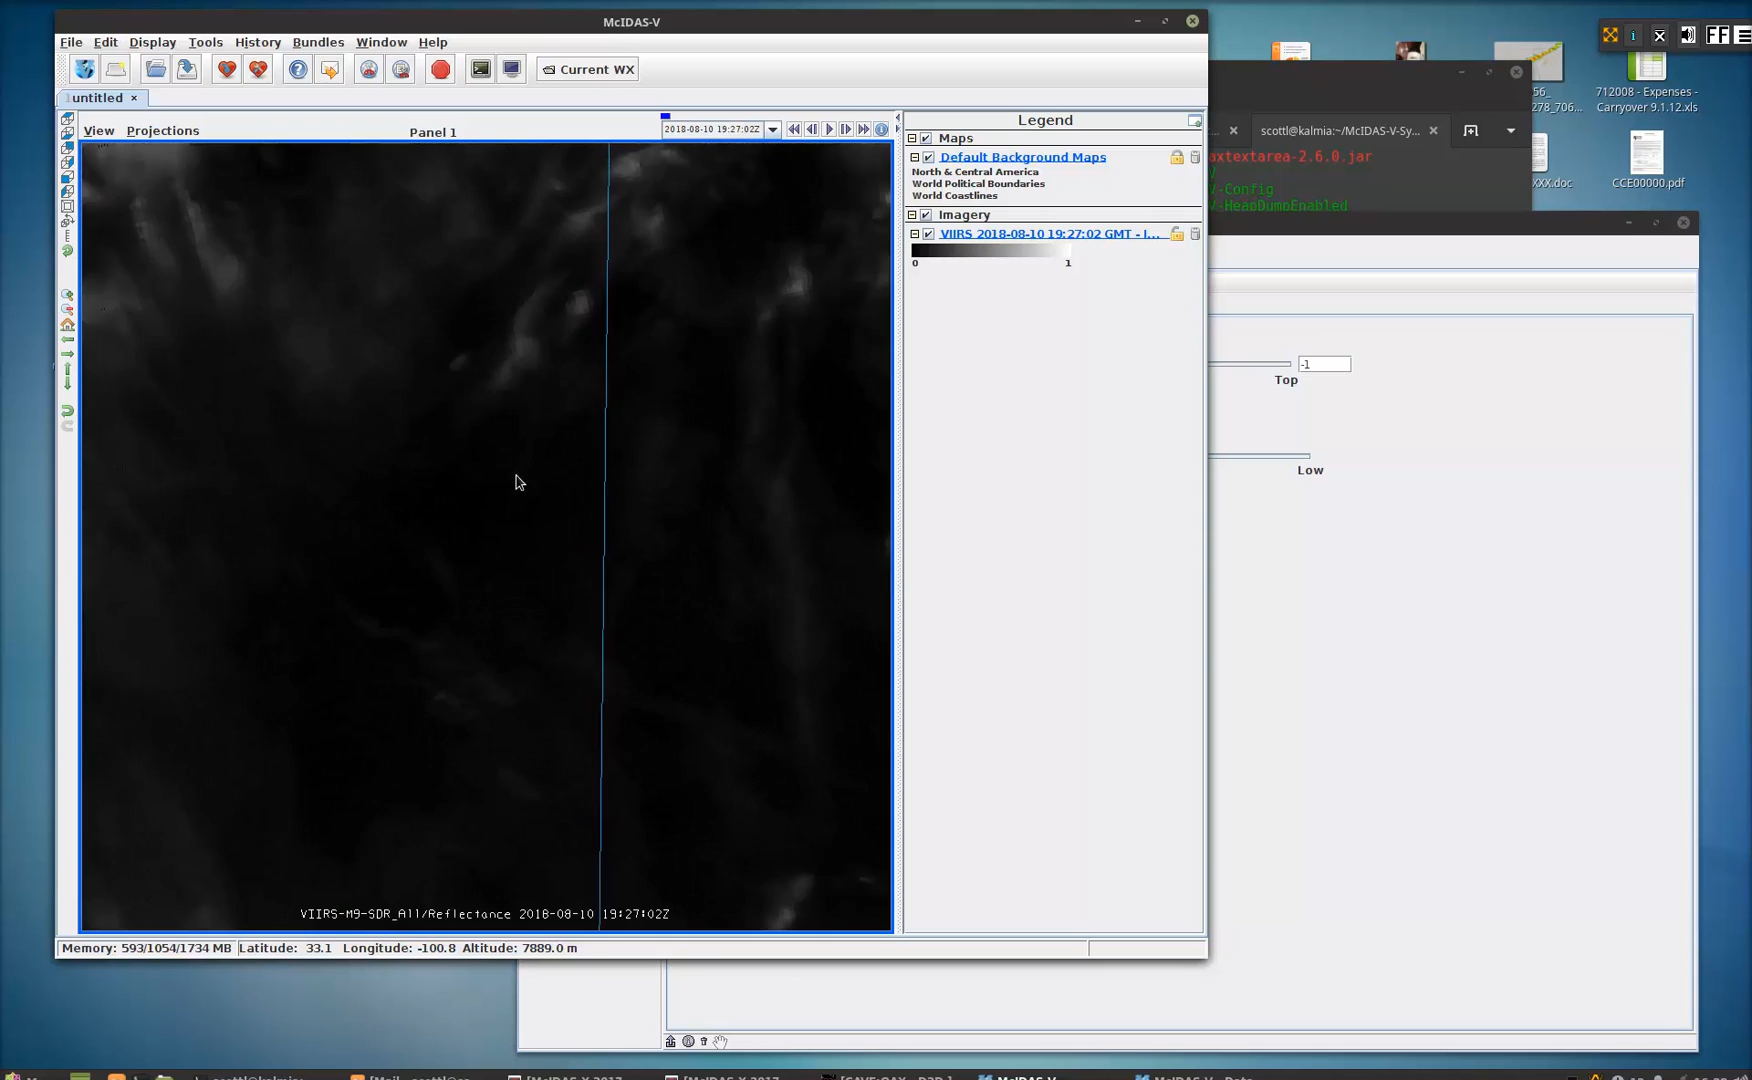 McIDAS-V
File Edit Display Tools History Bundles Window Help
Current WX
untitled
View Projections
Panel 1
2018-08-10 19:27:02Z
Legend
Maps
Default Background Maps
North & Central America
World Political Boundaries
World Coastlines
Imagery
VIIRS 2018-08-10 19:27:02 GMT - I...
0 1
VIIRS-M9-SDR_All/Reflectance 2018-08-10 19:27:02Z
Memory: 593/1054/1734 MB Latitude: 33.1 Longitude: -100.8 Altitude: 7889.0 m
scottl@kalmia:~/McIDAS-V-Sy...
axtextarea-2.6.0.jar
V-Config
V-HeapDumpEnabled
-1
Top
Low
FF
56_
278_706...
712008 - Expenses -
Carryover 9.1.12.xls
XXX.doc
CCE00000.pdf